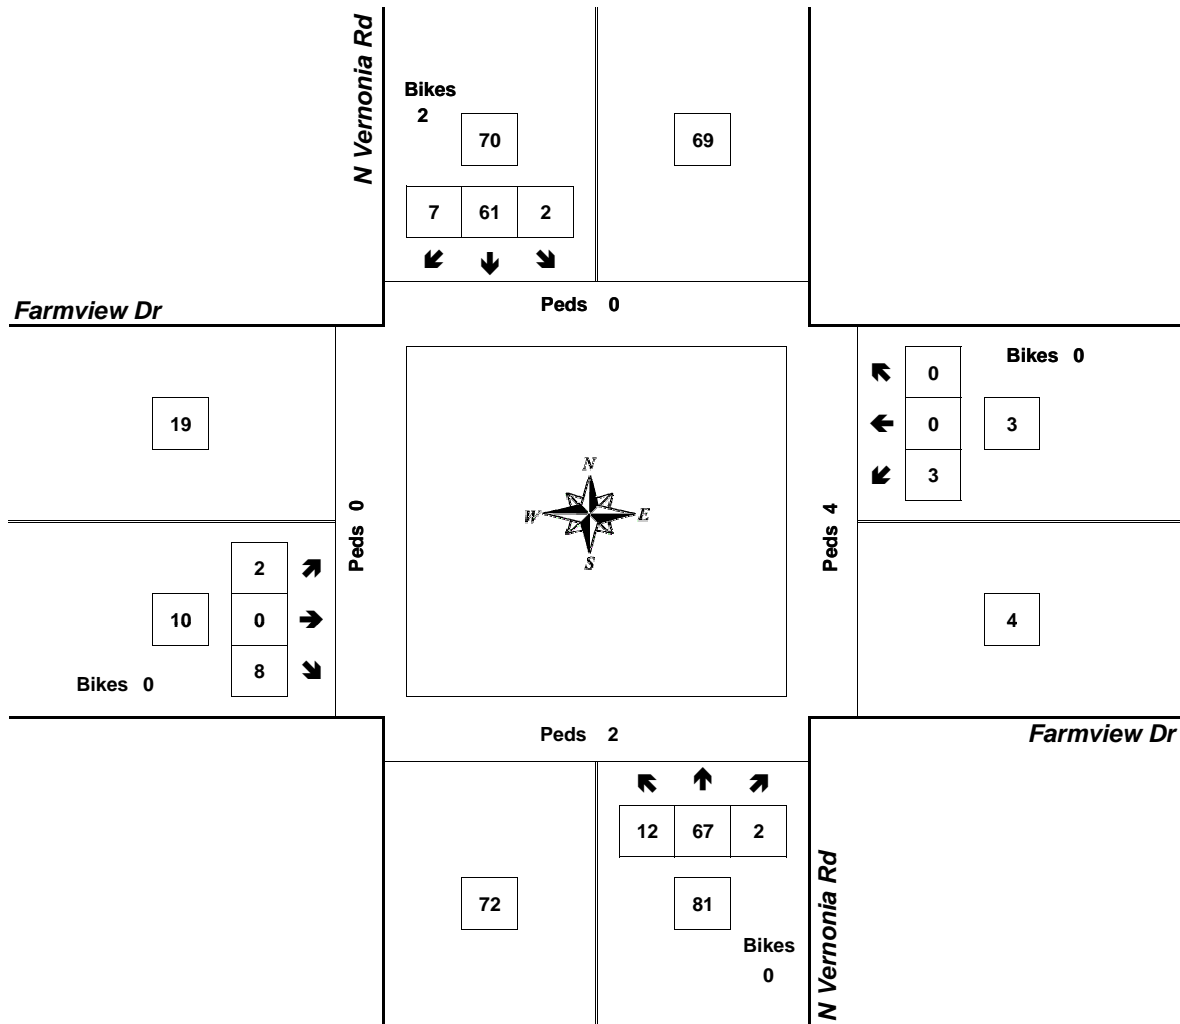 N Vernonia Rd
Bikes
2
70
69
7 61 2
Farmview Dr
Peds 0
Bikes 0
0
19
0 3
3
N
W E
S
Peds 0
Peds 4
2
10 0
4
8
Bikes 0
Peds 2
Farmview Dr
12 67 2
72
81
Bikes
0
N Vernonia Rd